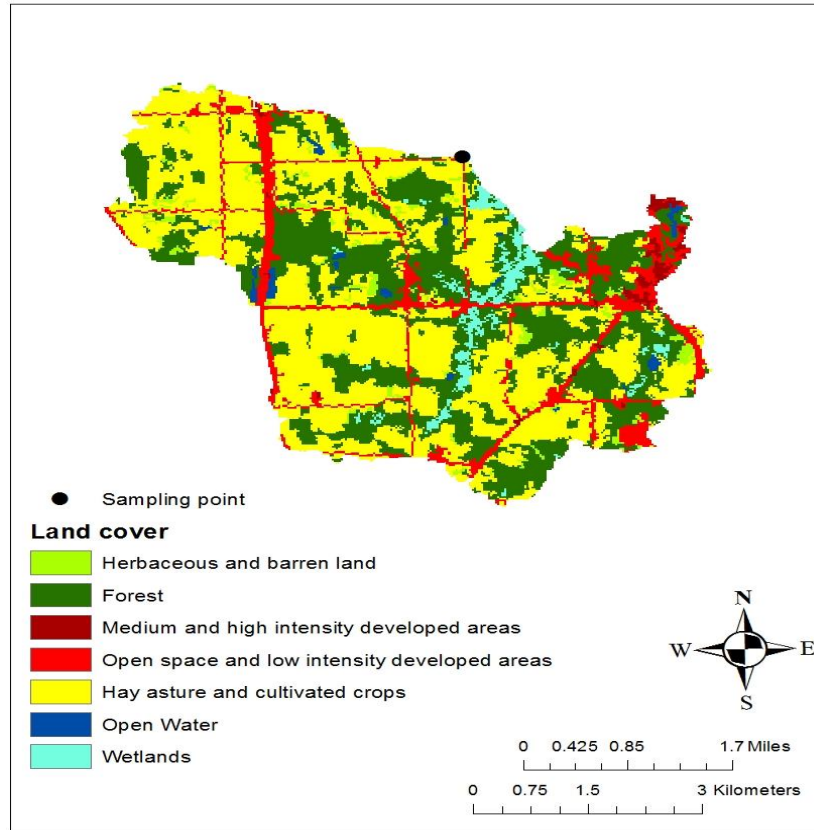 Sampling point
Land cover
Herbaceous and barren land
Forest
Medium and high intensity developed areas
Open space and low intensity developed areas
Hay asture and cultivated crops
Open Water
Wetlands
N
W E
S
0 0.425 0.85 1.7 Miles
0 0.75 1.5 3 Kilometers